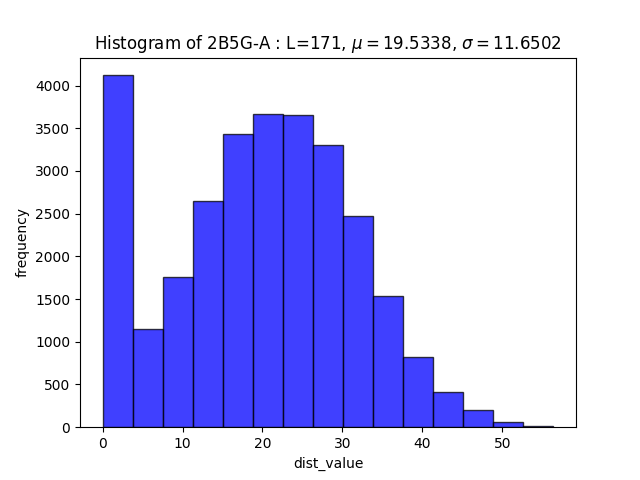 Histogram of 2B5G-A : L=171, μ = 19.5338, σ = 11.6502
4000
3500
3000
2500
2000
1500
1000
500
0
frequency
0 10 20 30 40 50
dist_value